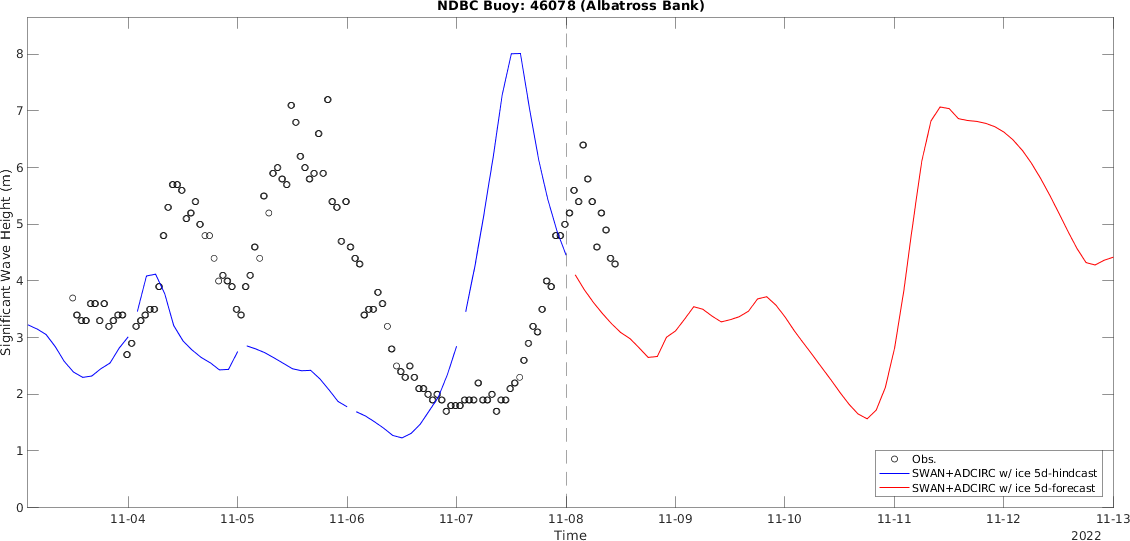 NDBC Buoy: 46078 (Albatross Bank)
Significant Wave Height (m)
8
7
6
5
4
3
2
1
0
Obs.
SWAN+ADCIRC w/ ice 5d-hindcast
SWAN+ADCIRC w/ ice 5d-forecast
11-04 11-05 11-06 11-07 11-08 11-09 11-10 11-11 11-12 11-13
Time
2022